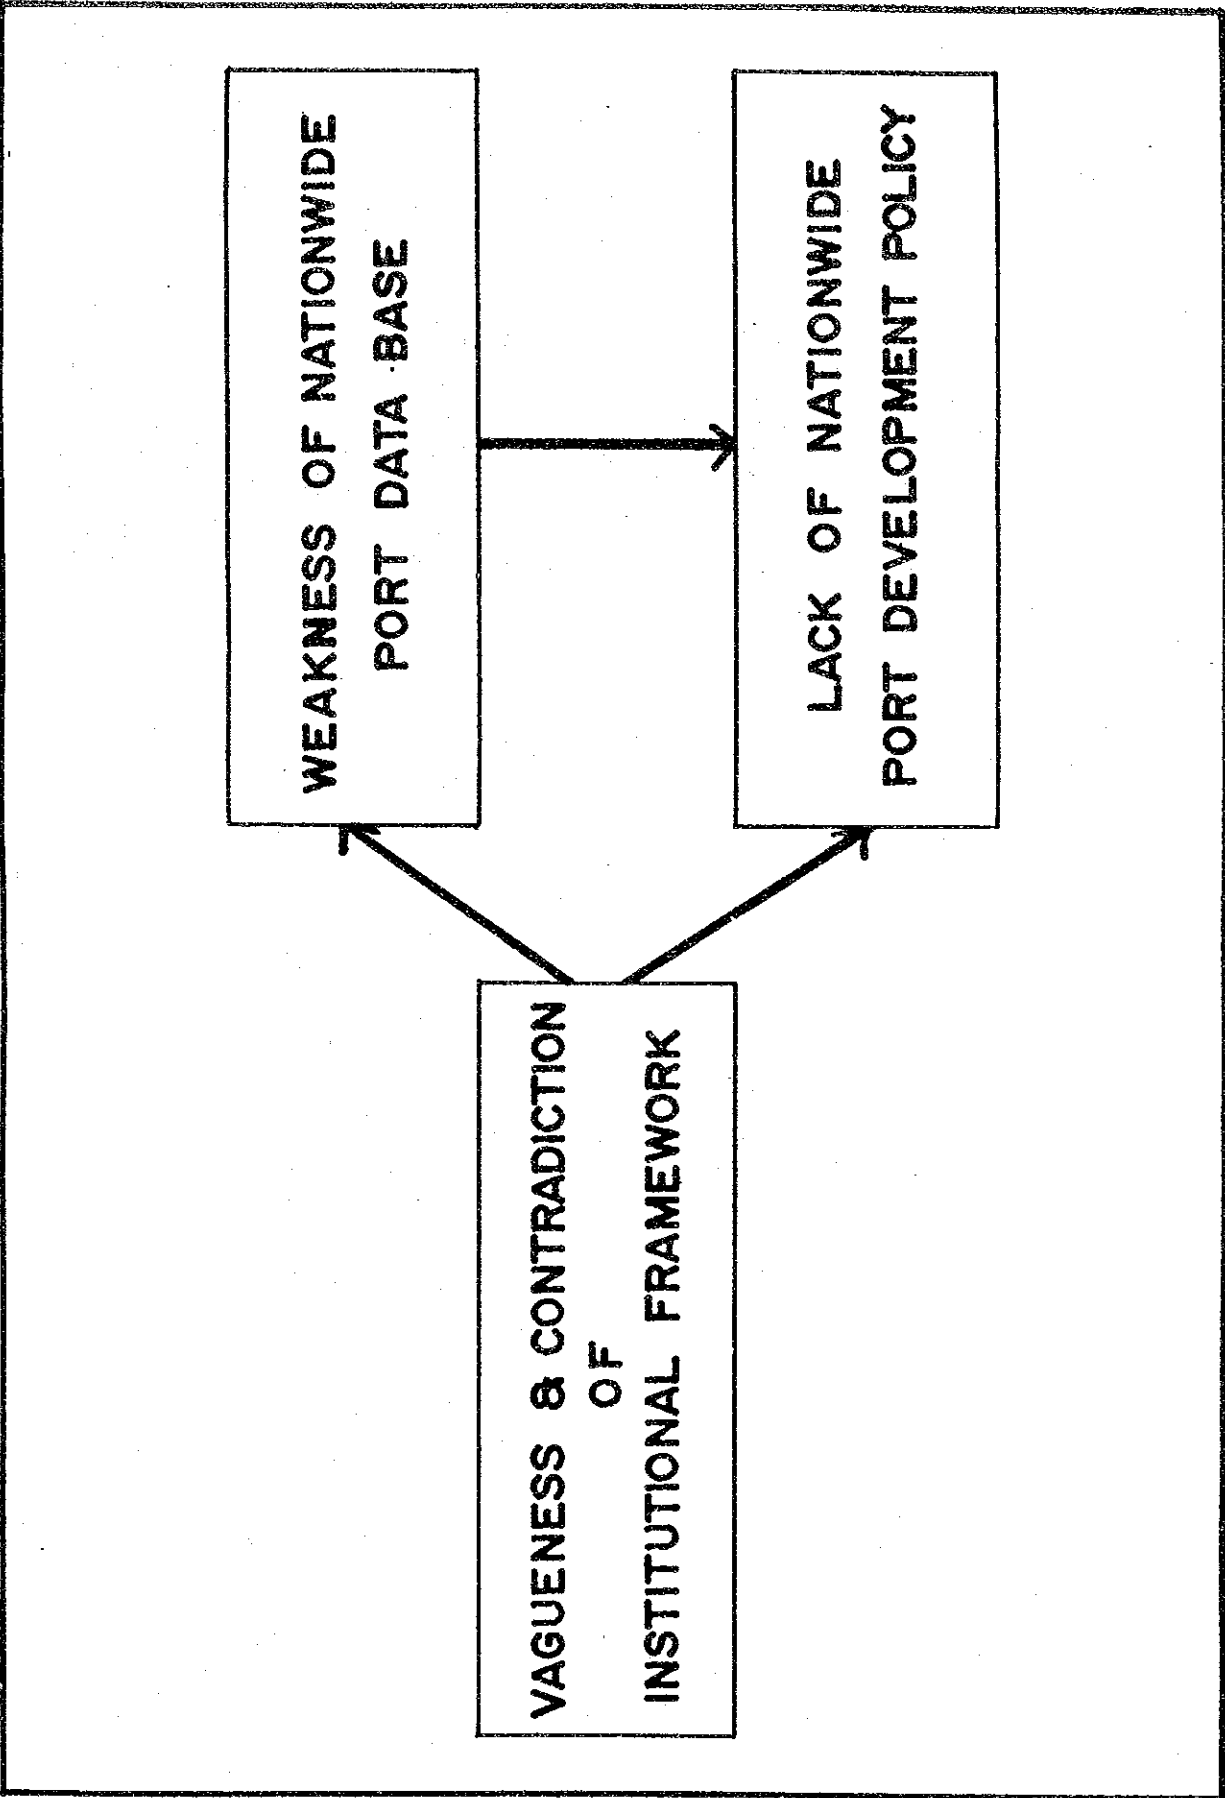 WEAKNESS OF NATIONWIDE
PORT DATA BASE
VAGUENESS & CONTRADICTION
OF
INSTITUTIONAL FRAMEWORK
LACK OF NATIONWIDE
PORT DEVELOPMENT POLICY